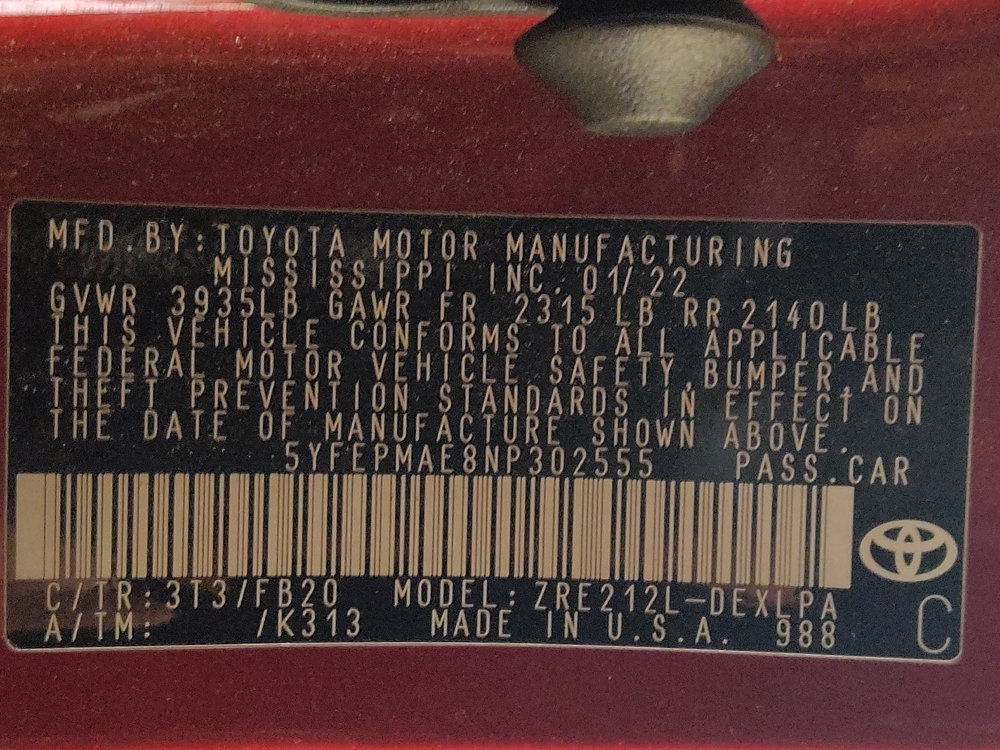 MFD.BY:TOYOTA MOTOR MANUFACTURING
MISSISSIPPI INC. 01/22
GVWR 3935LB GAWR FR 2315 LB RR 2140 LB
THIS VEHICLE CONFORMS TO ALL APPLICABLE
FEDERAL MOTOR VEHICLE SAFETY,BUMPER,AND
THEFT PREVENTION STANDARDS IN EFFECT ON
THE DATE OF MANUFACTURE SHOWN ABOVE.
5YFEPMAE8NP302555 PASS.CAR
C/TR:3T3/FB20 MODEL:ZRE212L-DEXLPA
A/TM: /K313 MADE IN U.S.A. 988
C